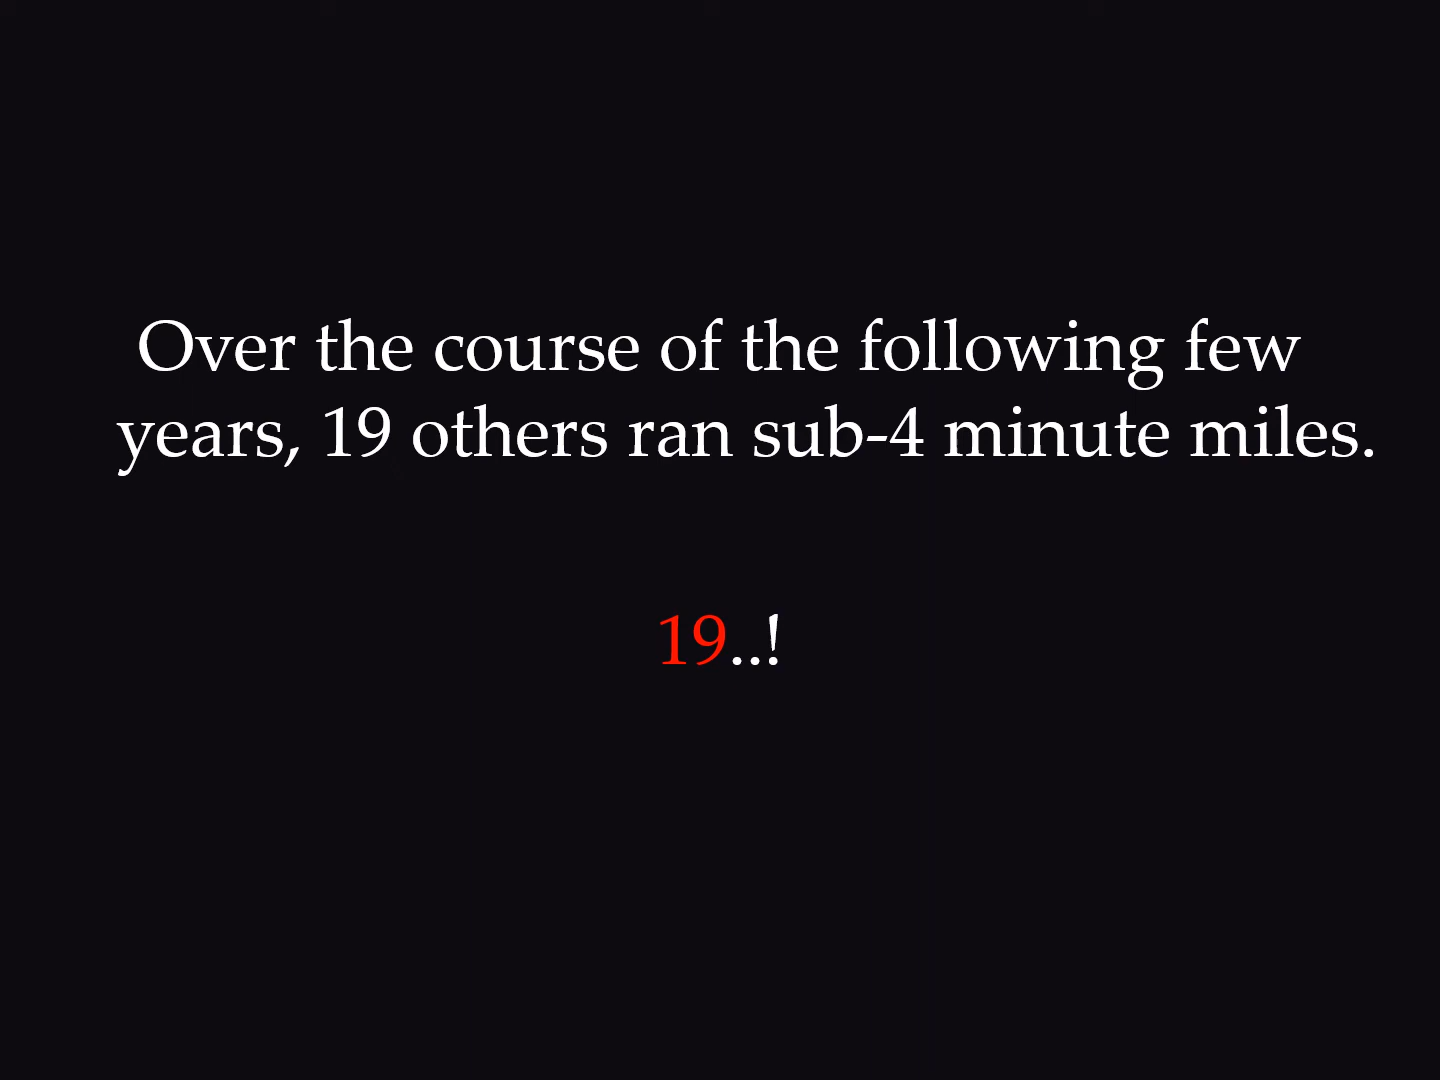 Over the course of the following few
years, 19 others ran sub-4 minute miles.
19..!